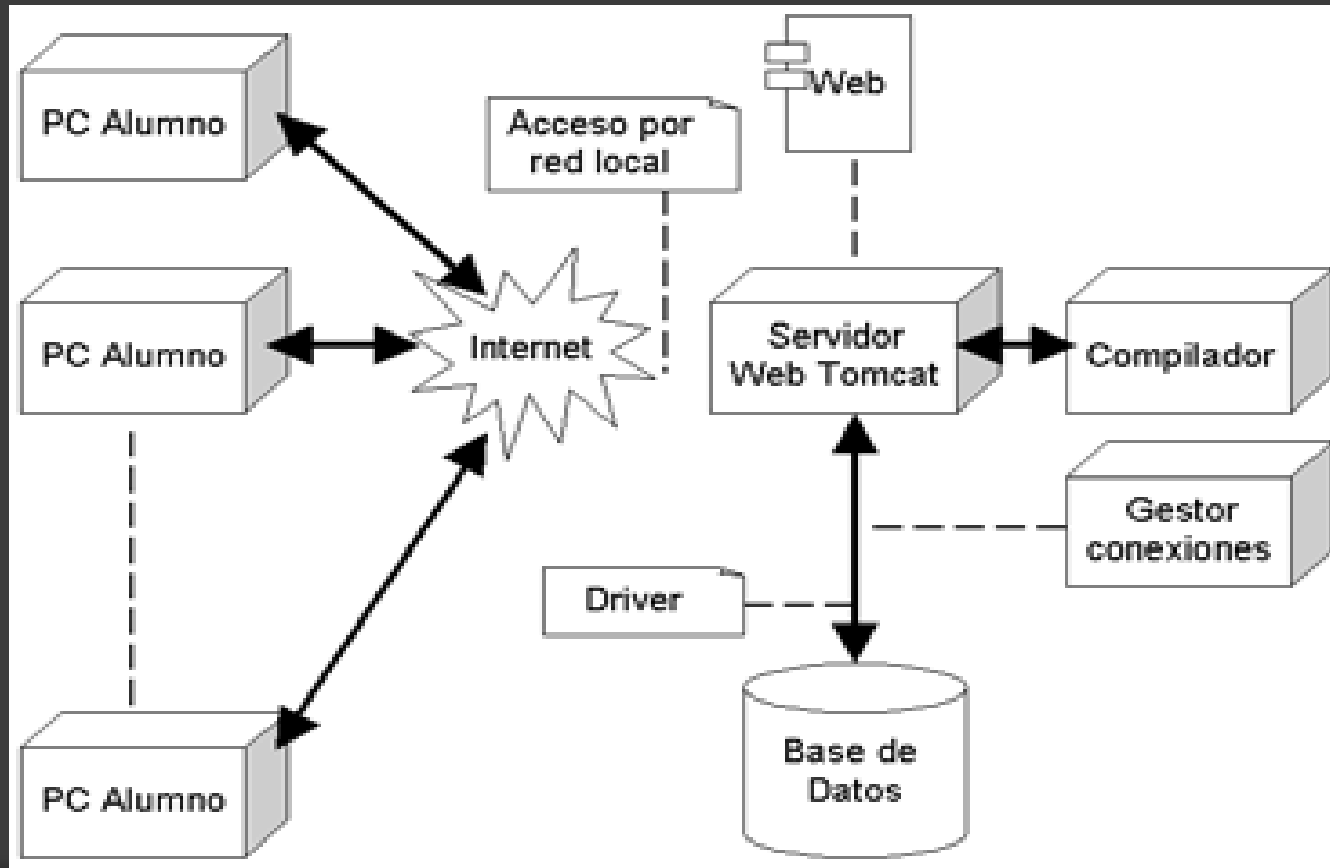 PC Alumno
Acceso por
red local
Web
PC Alumno
Internet
Servidor
Web Tomcat
Compilador
Gestor
conexiones
Driver
PC Alumno
Base de
Datos